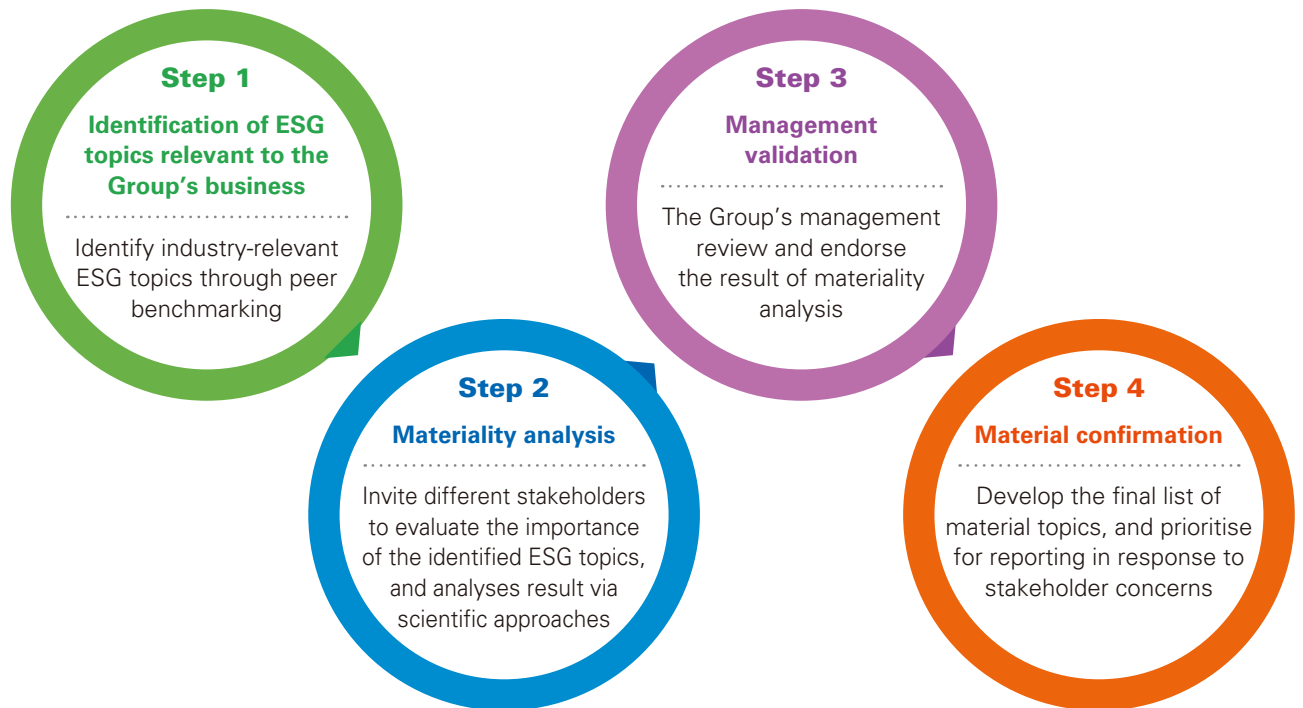 Step 1
Identification of ESG
topics relevant to the
Group's business
Identify industry-relevant
ESG topics through peer
benchmarking
Step 2
Materiality analysis
Invite different stakeholders
to evaluate the importance
of the identified ESG topics,
and analyses result via
scientific approaches
Step 3
Management
validation
The Group's management
review and endorse
the result of materiality
analysis
Step 4
Material confirmation
Develop the final list of
material topics, and prioritise
for reporting in response to
stakeholder concerns